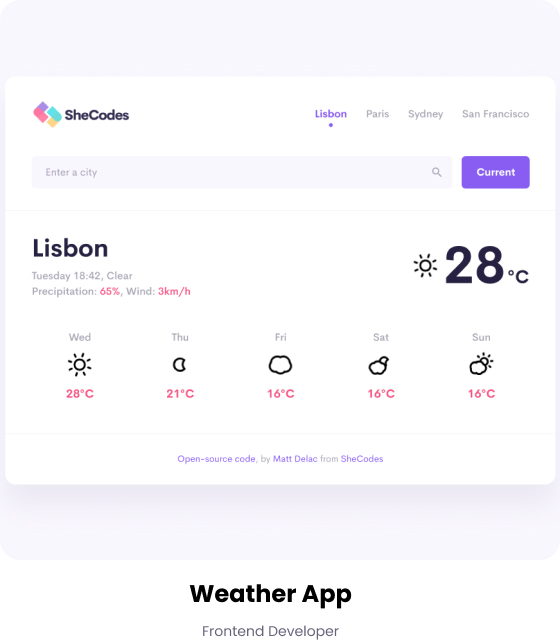 SheCodes
Lisbon Paris Sydney San Francisco
Enter a city
Current
Lisbon
Tuesday 18:42, Clear
Precipitation: 65%, Wind: 3km/h
28°C
Wed Thu Fri Sat Sun
28°C 21°C 16°C 16°C 16°C
Open-source code, by Matt Delac from SheCodes
Weather App
Frontend Developer